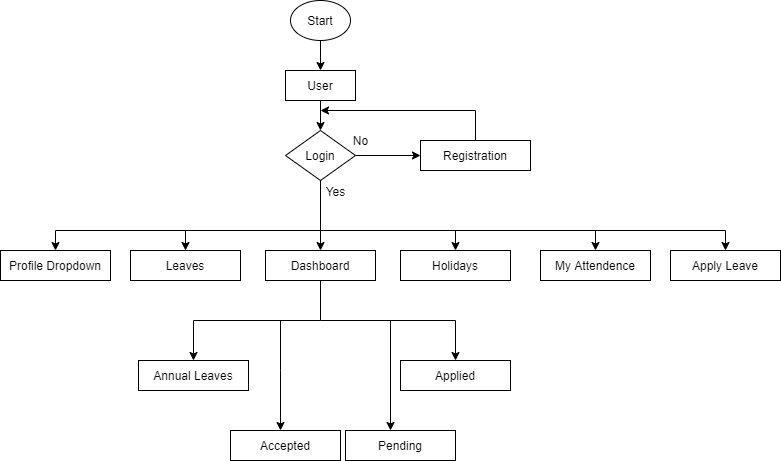 Start
User
No
Login
Registration
Yes
Profile Dropdown
Leaves
Dashboard
Holidays
My Attendence
Apply Leave
Annual Leaves
Applied
Accepted
Pending